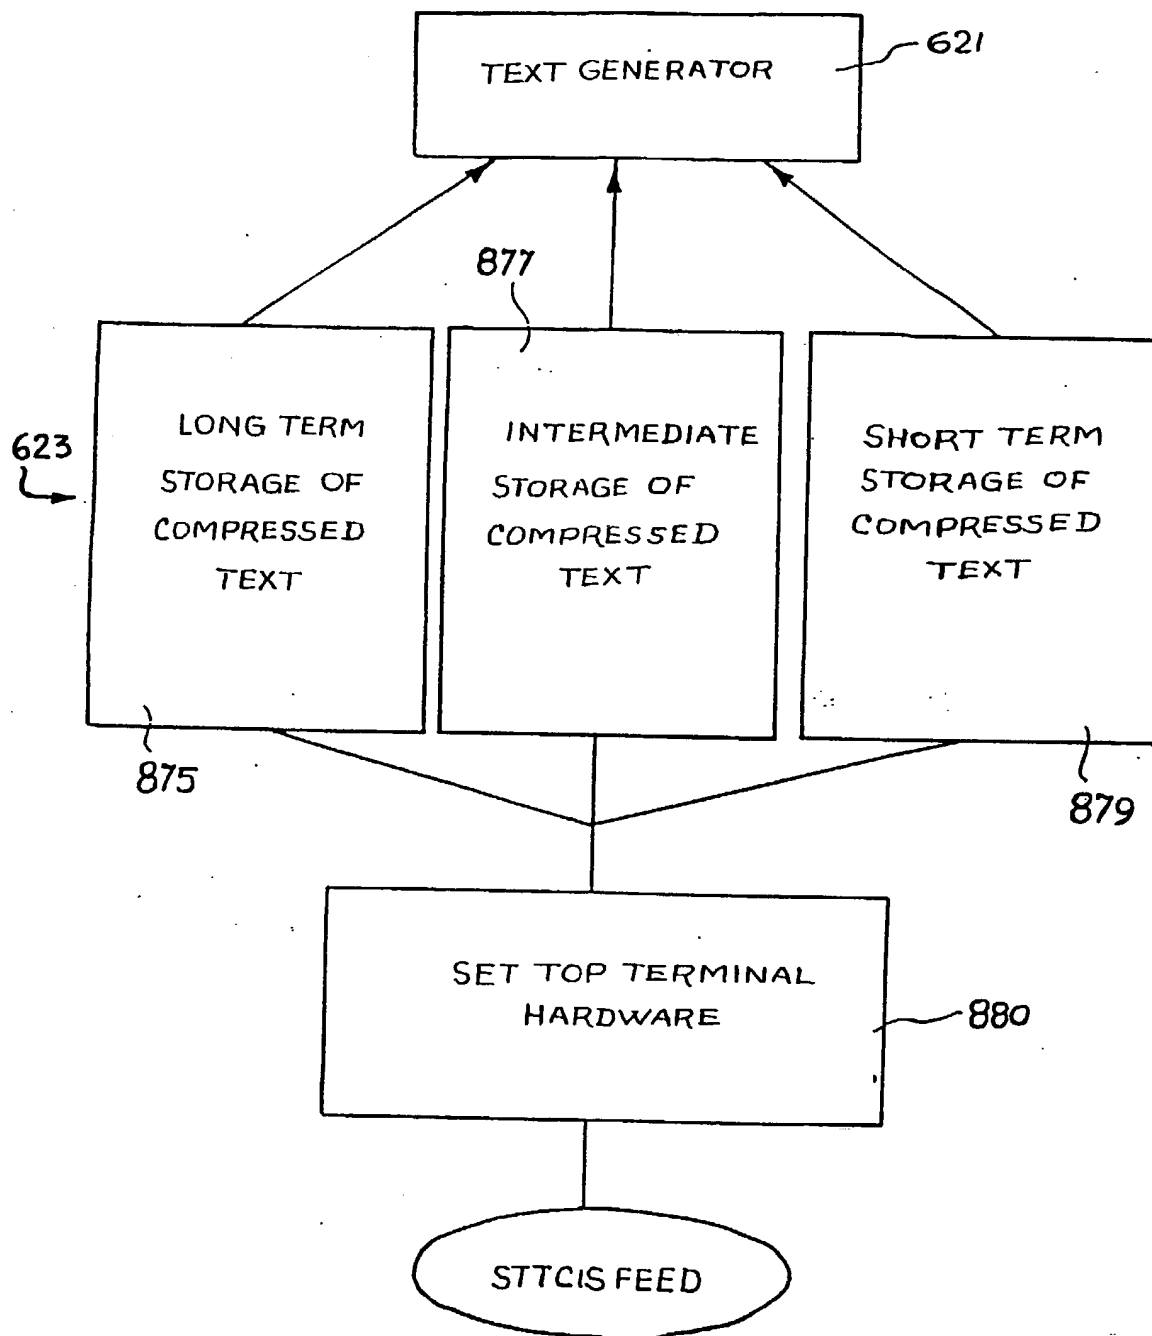 TEXT GENERATOR
621
877
623
LONG TERM
STORAGE OF
COMPRESSED
TEXT
INTERMEDIATE
STORAGE OF
COMPRESSED
TEXT
SHORT TERM
STORAGE OF
COMPRESSED
TEXT
875
879
SET TOP TERMINAL
HARDWARE
880
STTCIS FEED